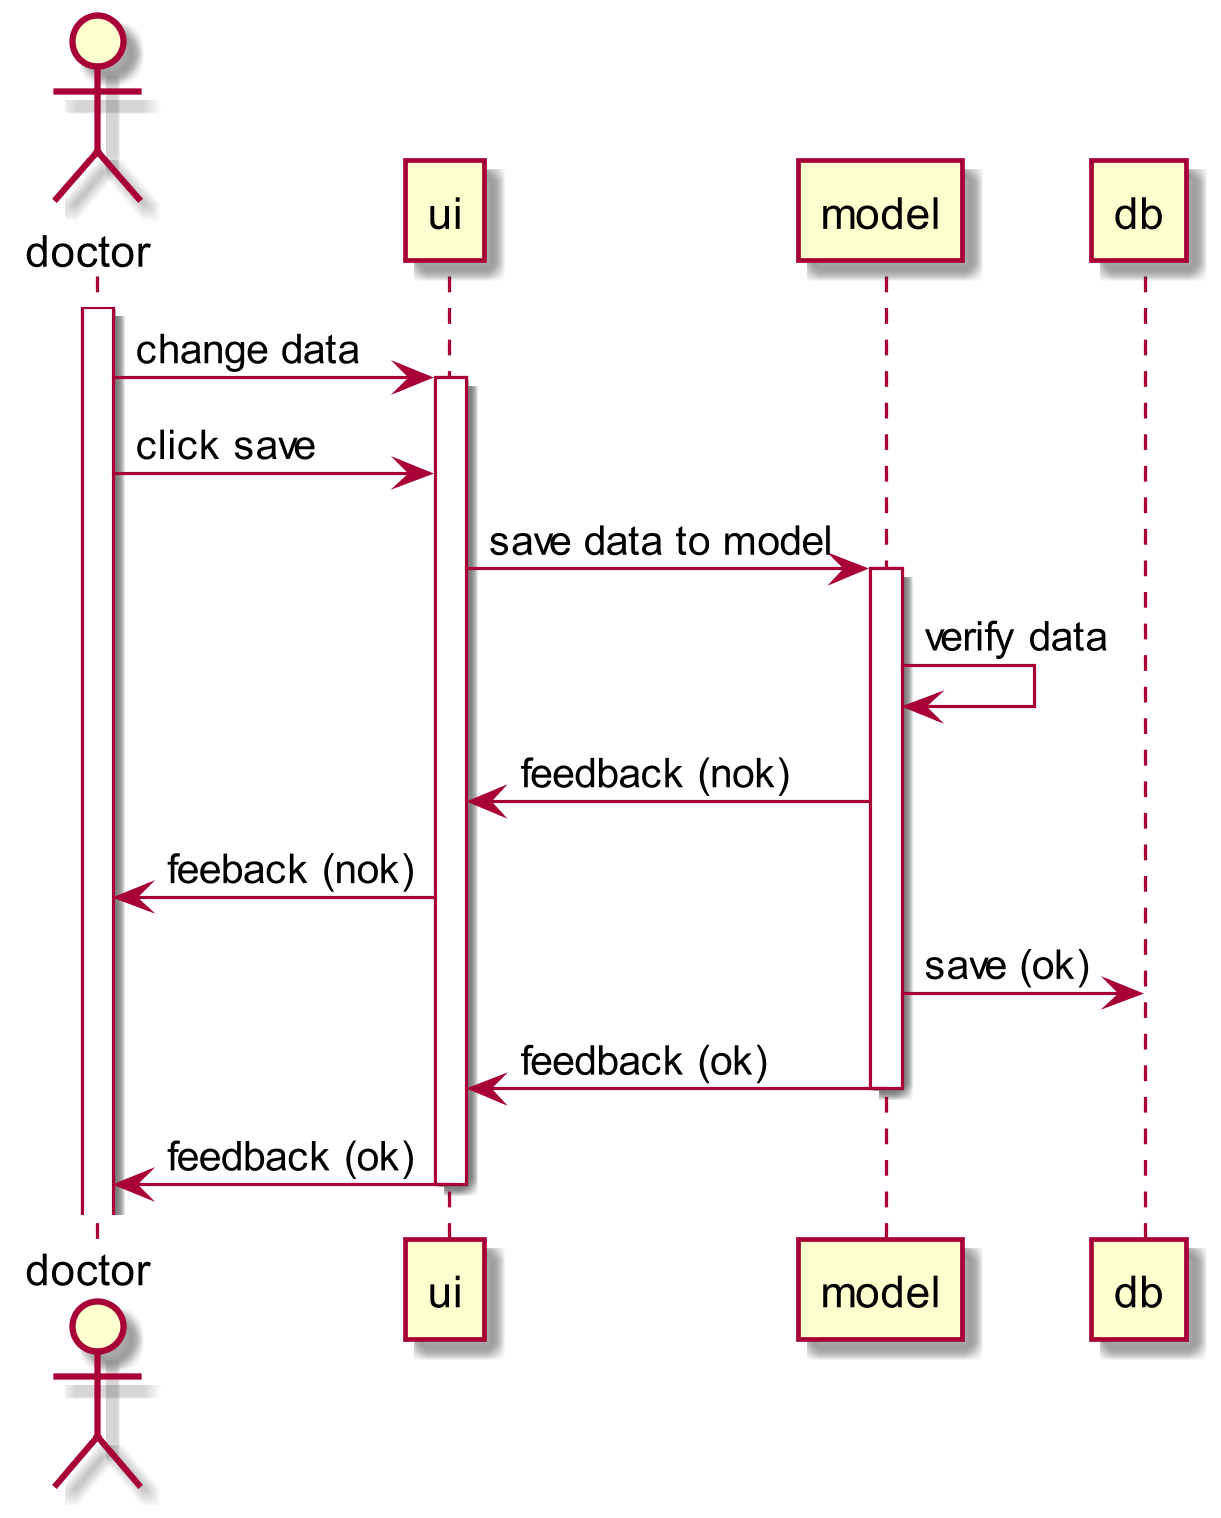 doctor
ui
model
db
change data
click save
save data to model
verify data
feedback (nok)
feeback (nok)
save (ok)
feedback (ok)
feedback (ok)
doctor
ui
model
db